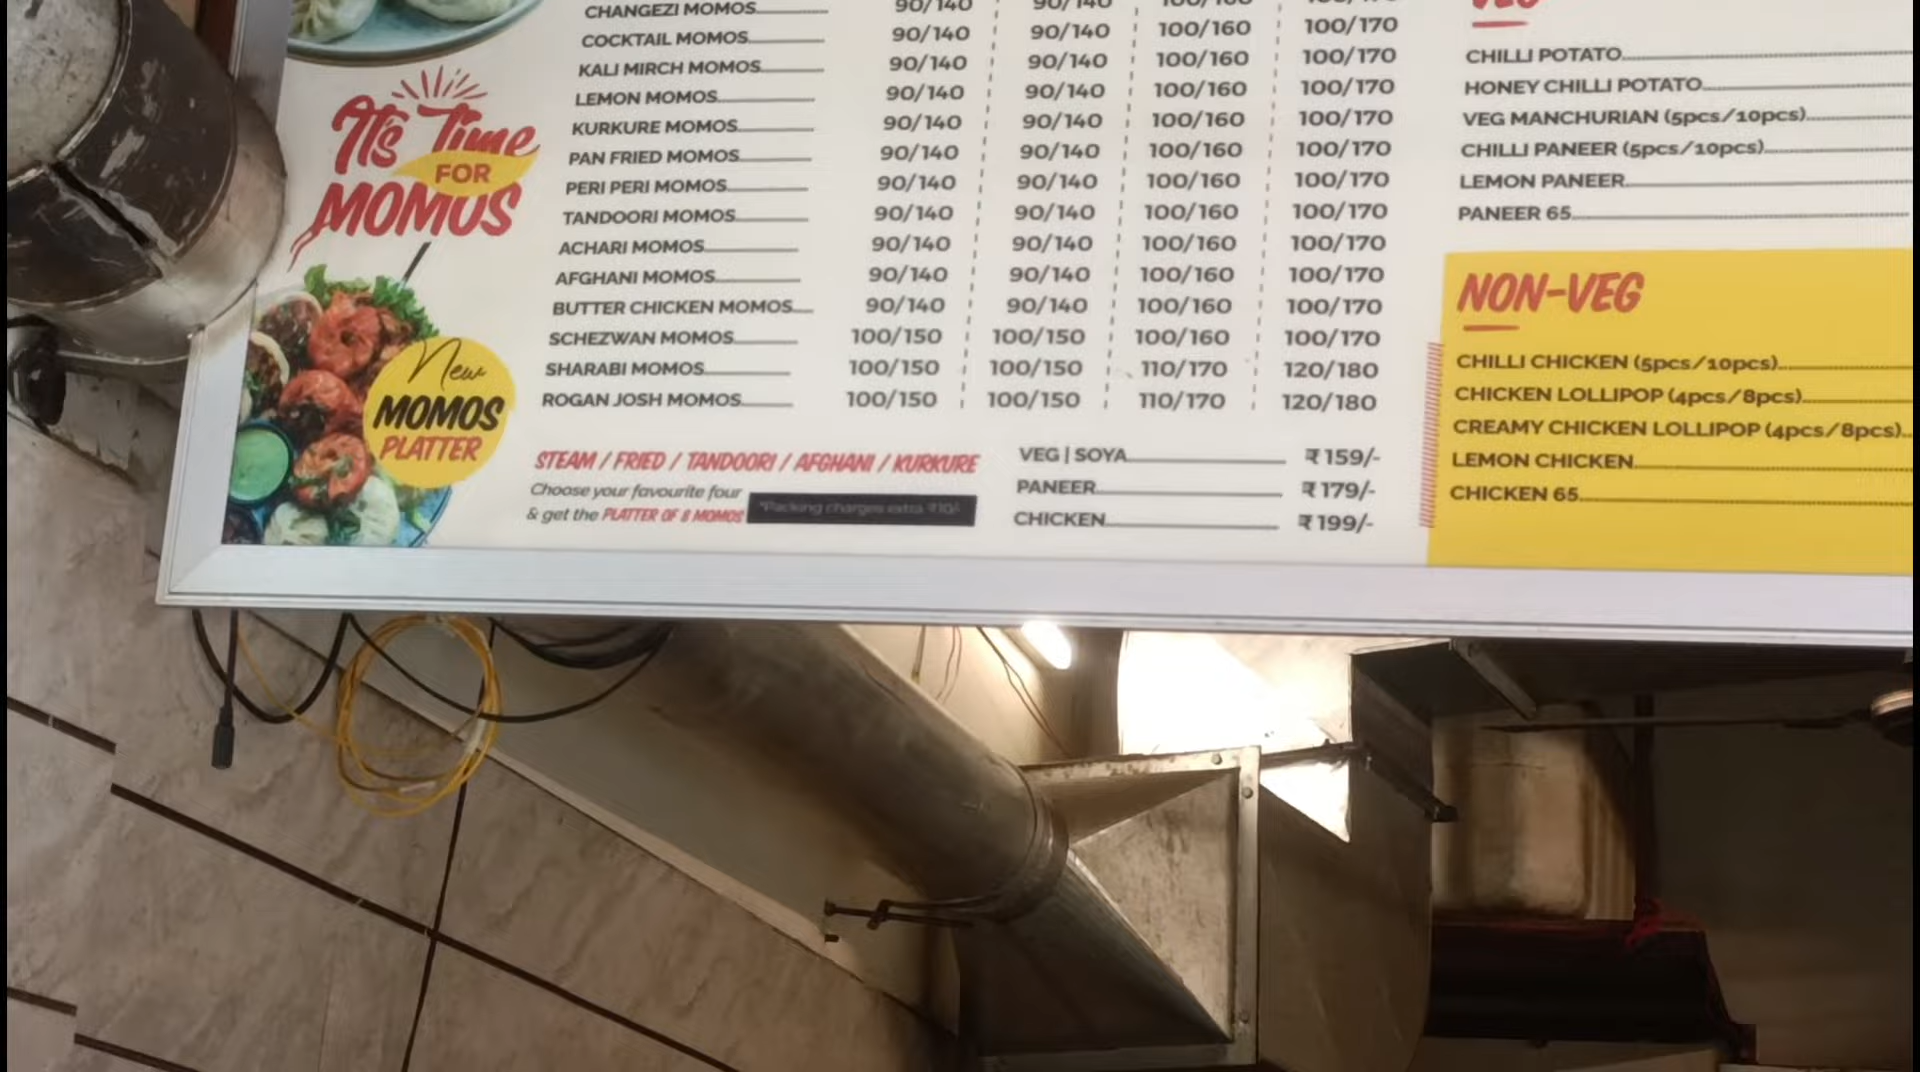 CHANGEZI MOMOS 90/140 90/140 100/160
COCKTAIL MOMOS 90/140 90/140 100/160 100/170
KALI MIRCH MOMOS 90/140 90/140 100/160 100/170
LEMON MOMOS 90/140 90/140 100/160 100/170
KURKURE MOMOS 90/140 90/140 100/160 100/170
PAN FRIED MOMOS 90/140 90/140 100/160 100/170
PERI PERI MOMOS 90/140 90/140 100/160 100/170
TANDOORI MOMOS 90/140 90/140 100/160 100/170
ACHARI MOMOS 90/140 90/140 100/160 100/170
AFGHANI MOMOS 90/140 90/140 100/160 100/170
BUTTER CHICKEN MOMOS 90/140 90/140 100/160 100/170
SCHEZWAN MOMOS 100/150 100/150 100/160 100/170
SHARABI MOMOS 100/150 100/150 110/170 120/180
ROGAN JOSH MOMOS 100/150 100/150 110/170 120/180
It's Time
FOR
MOMOS
New
MOMOS
PLATTER
STEAM / FRIED / TANDOORI / AFGHANI / KURKURE
Choose your favourite four
& get the PLATTER OF 8 MOMOS
*Packing charges extra ₹10/-
VEG | SOYA ₹159/-
PANEER ₹179/-
CHICKEN ₹199/-
VEG
CHILLI POTATO
HONEY CHILLI POTATO
VEG MANCHURIAN (5pcs/10pcs)
CHILLI PANEER (5pcs/10pcs)
LEMON PANEER
PANEER 65
NON-VEG
CHILLI CHICKEN (5pcs/10pcs)
CHICKEN LOLLIPOP (4pcs/8pcs)
CREAMY CHICKEN LOLLIPOP (4pcs/8pcs)
LEMON CHICKEN
CHICKEN 65